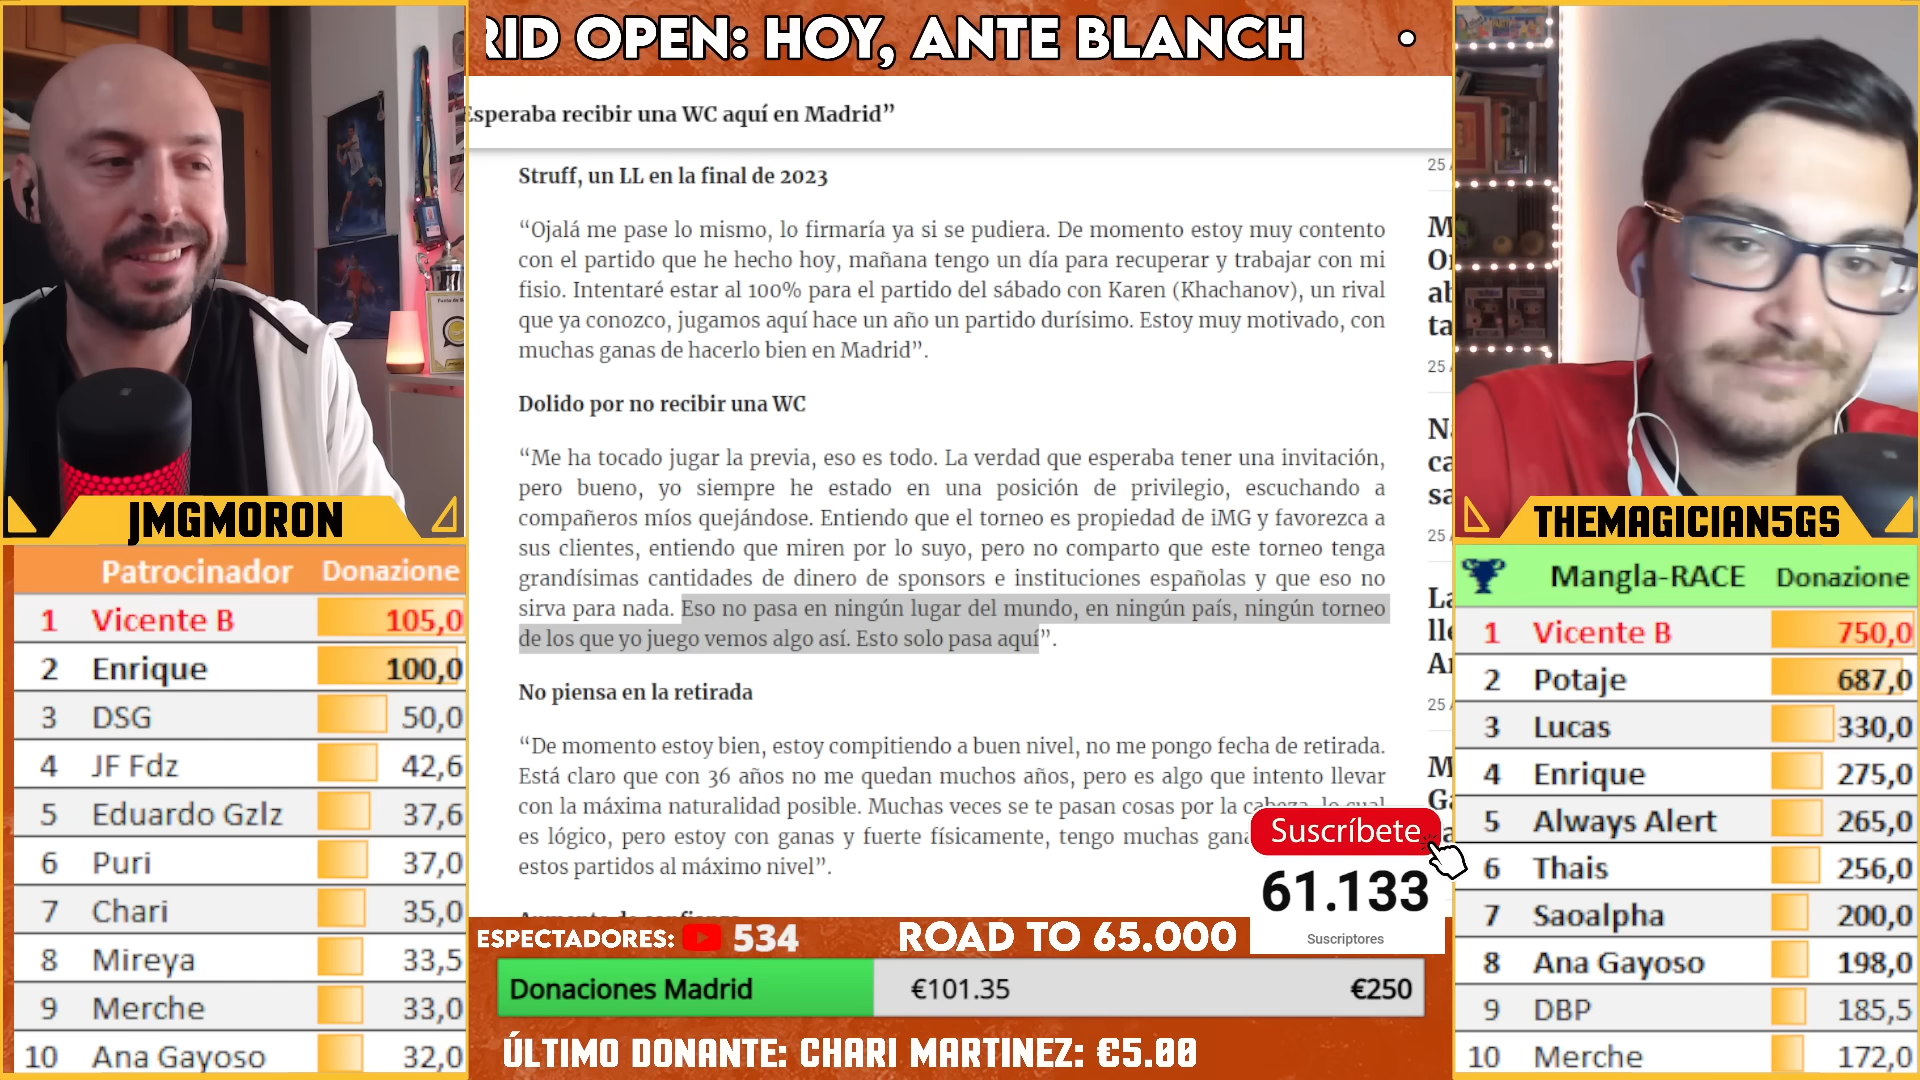 RID OPEN: HOY, ANTE BLANCH •
Esperaba recibir una WC aquí en Madrid”
Struff, un LL en la final de 2023
“Ojalá me pase lo mismo, lo firmaría ya si se pudiera. De momento estoy muy contento
con el partido que he hecho hoy, mañana tengo un día para recuperar y trabajar con mi
fisio. Intentaré estar al 100% para el partido del sábado con Karen (Khachanov), un rival
que ya conozco, jugamos aquí hace un año un partido durísimo. Estoy muy motivado, con
muchas ganas de hacerlo bien en Madrid”.
Dolido por no recibir una WC
“Me ha tocado jugar la previa, eso es todo. La verdad que esperaba tener una invitación,
pero bueno, yo siempre he estado en una posición de privilegio, escuchando a
compañeros míos quejándose. Entiendo que el torneo es propiedad de iMG y favorezca a
sus clientes, entiendo que miren por lo suyo, pero no comparto que este torneo tenga
grandísimas cantidades de dinero de sponsors e instituciones españolas y que eso no
sirva para nada. Eso no pasa en ningún lugar del mundo, en ningún país, ningún torneo
de los que yo juego vemos algo así. Esto solo pasa aquí”.
No piensa en la retirada
“De momento estoy bien, estoy compitiendo a buen nivel, no me pongo fecha de retirada.
Está claro que con 36 años no me quedan muchos años, pero es algo que intento llevar
con la máxima naturalidad posible. Muchas veces se te pasan cosas por la cabeza, lo cual
es lógico, pero estoy con ganas y fuerte físicamente, tengo muchas gana
estos partidos al máximo nivel”.
Aumento de confianza
25
M
25
25
25
M
JMGMORON
Patrocinador Donazione
1 Vicente B 105,0
2 Enrique 100,0
3 DSG 50,0
4 JF Fdz 42,6
5 Eduardo Gzlz 37,6
6 Puri 37,0
7 Chari 35,0
8 Mireya 33,5
9 Merche 33,0
10 Ana Gayoso 32,0
THEMAGICIAN5GS
Mangla-RACE Donazione
1 Vicente B 750,0
2 Potaje 687,0
3 Lucas 330,0
4 Enrique 275,0
5 Always Alert 265,0
6 Thais 256,0
7 Saoalpha 200,0
8 Ana Gayoso 198,0
9 DBP 185,5
10 Merche 172,0
Suscríbete
61.133
Suscriptores
ESPECTADORES: 534
ROAD TO 65.000
Donaciones Madrid €101.35 €250
ÚLTIMO DONANTE: CHARI MARTINEZ: €5.00